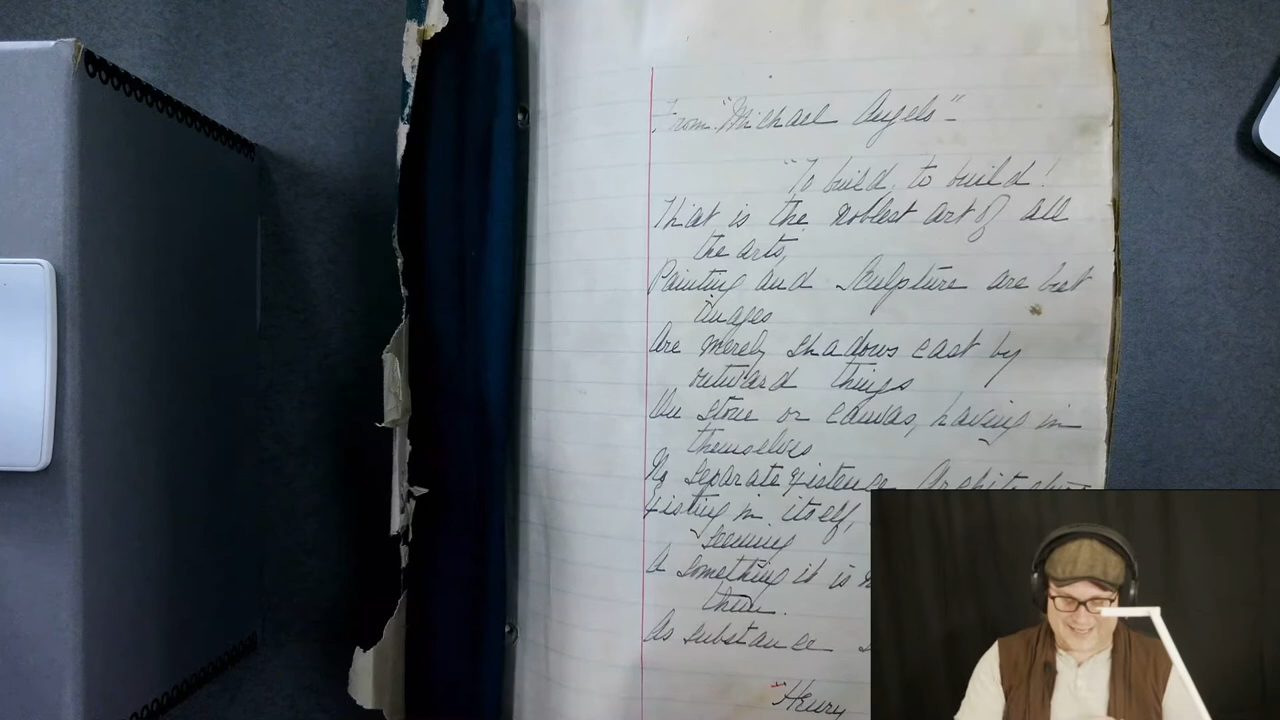 From "Michael Angelo"
"To build, to build!
That is the noblest art of all
the arts,
Painting and Sculpture are but
images
Are merely shadows cast by
outward things
On stone or canvas, having in
themselves
No separate existence. Architecture
Existing in itself,
seeming
A something it is
them.
As substance
"Henry